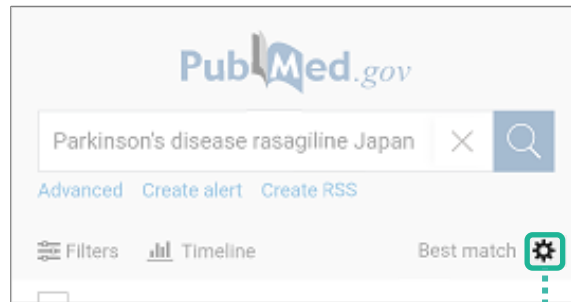 PubMed.gov
Parkinson's disease rasagiline Japan
Advanced Create alert Create RSS
Filters Timeline Best match